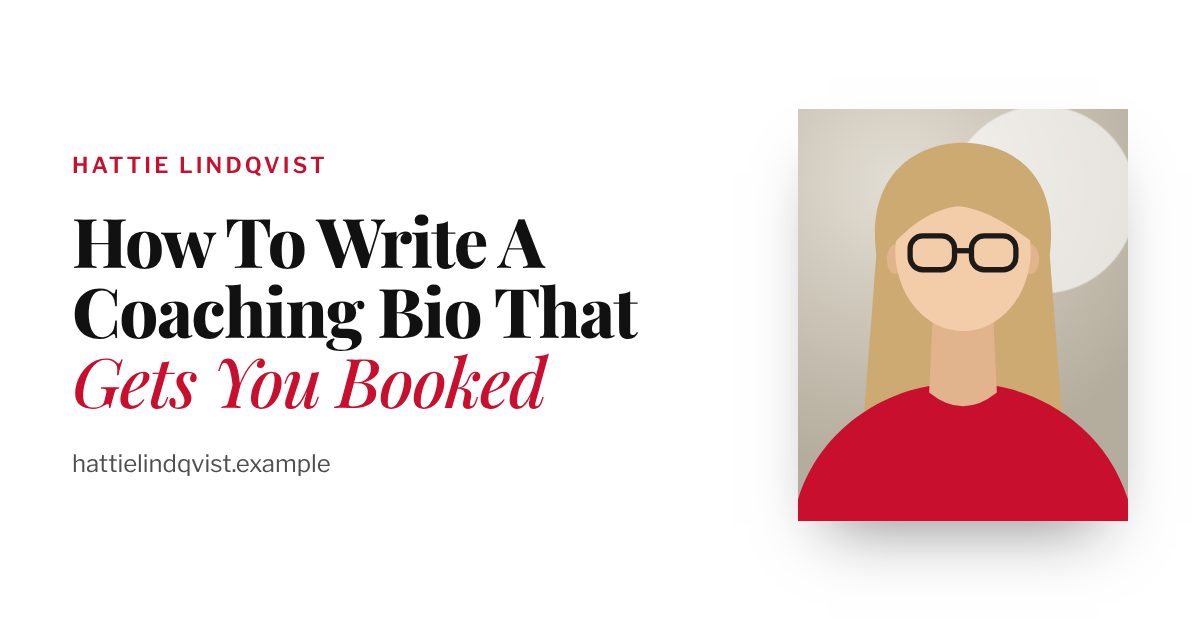 HATTIE LINDQVIST
How To Write A
Coaching Bio That
Gets You Booked
hattielindqvist.example